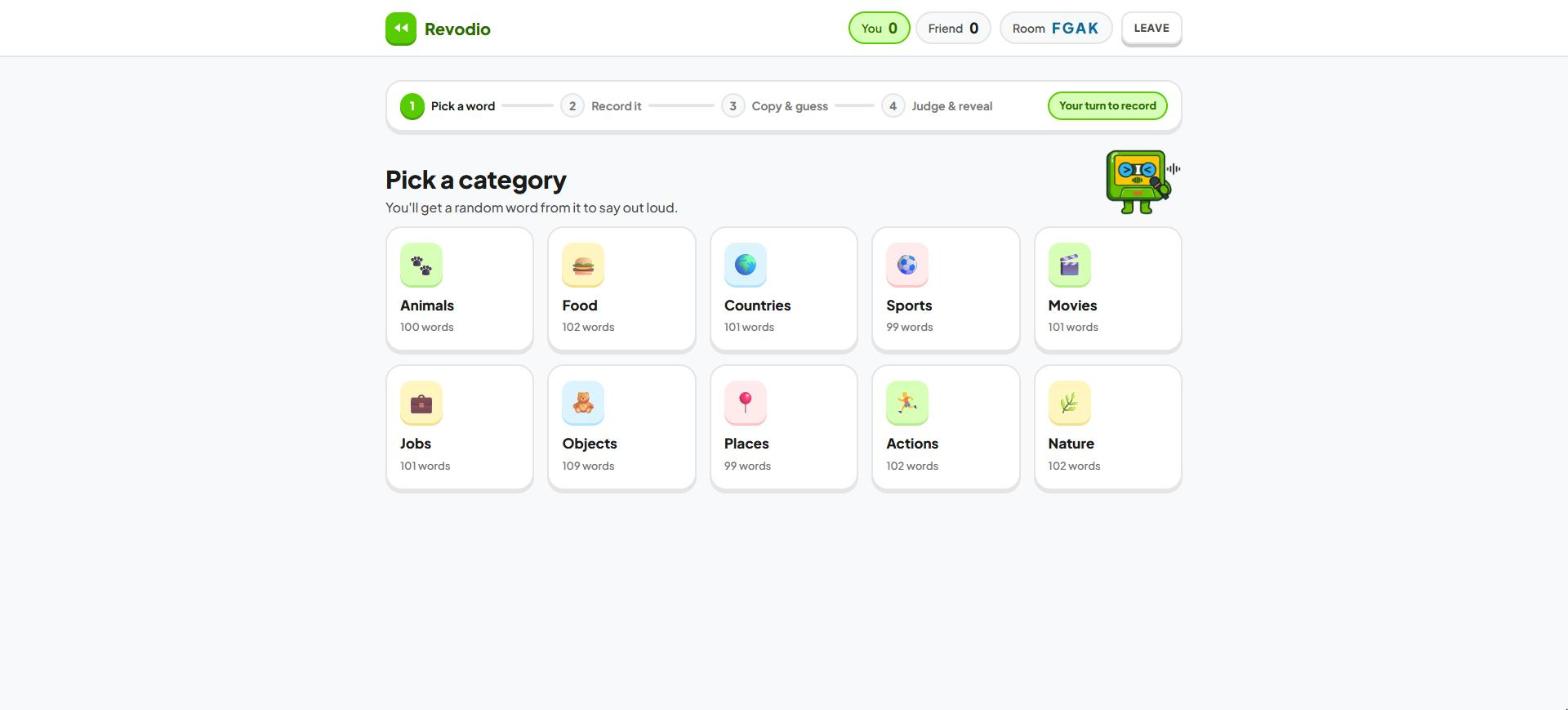 Revodio
You 0
Friend 0
Room FGAK
LEAVE
1 Pick a word
2 Record it
3 Copy & guess
4 Judge & reveal
Your turn to record
Pick a category
You'll get a random word from it to say out loud.
Animals
100 words
Food
102 words
Countries
101 words
Sports
99 words
Movies
101 words
Jobs
101 words
Objects
109 words
Places
99 words
Actions
102 words
Nature
102 words